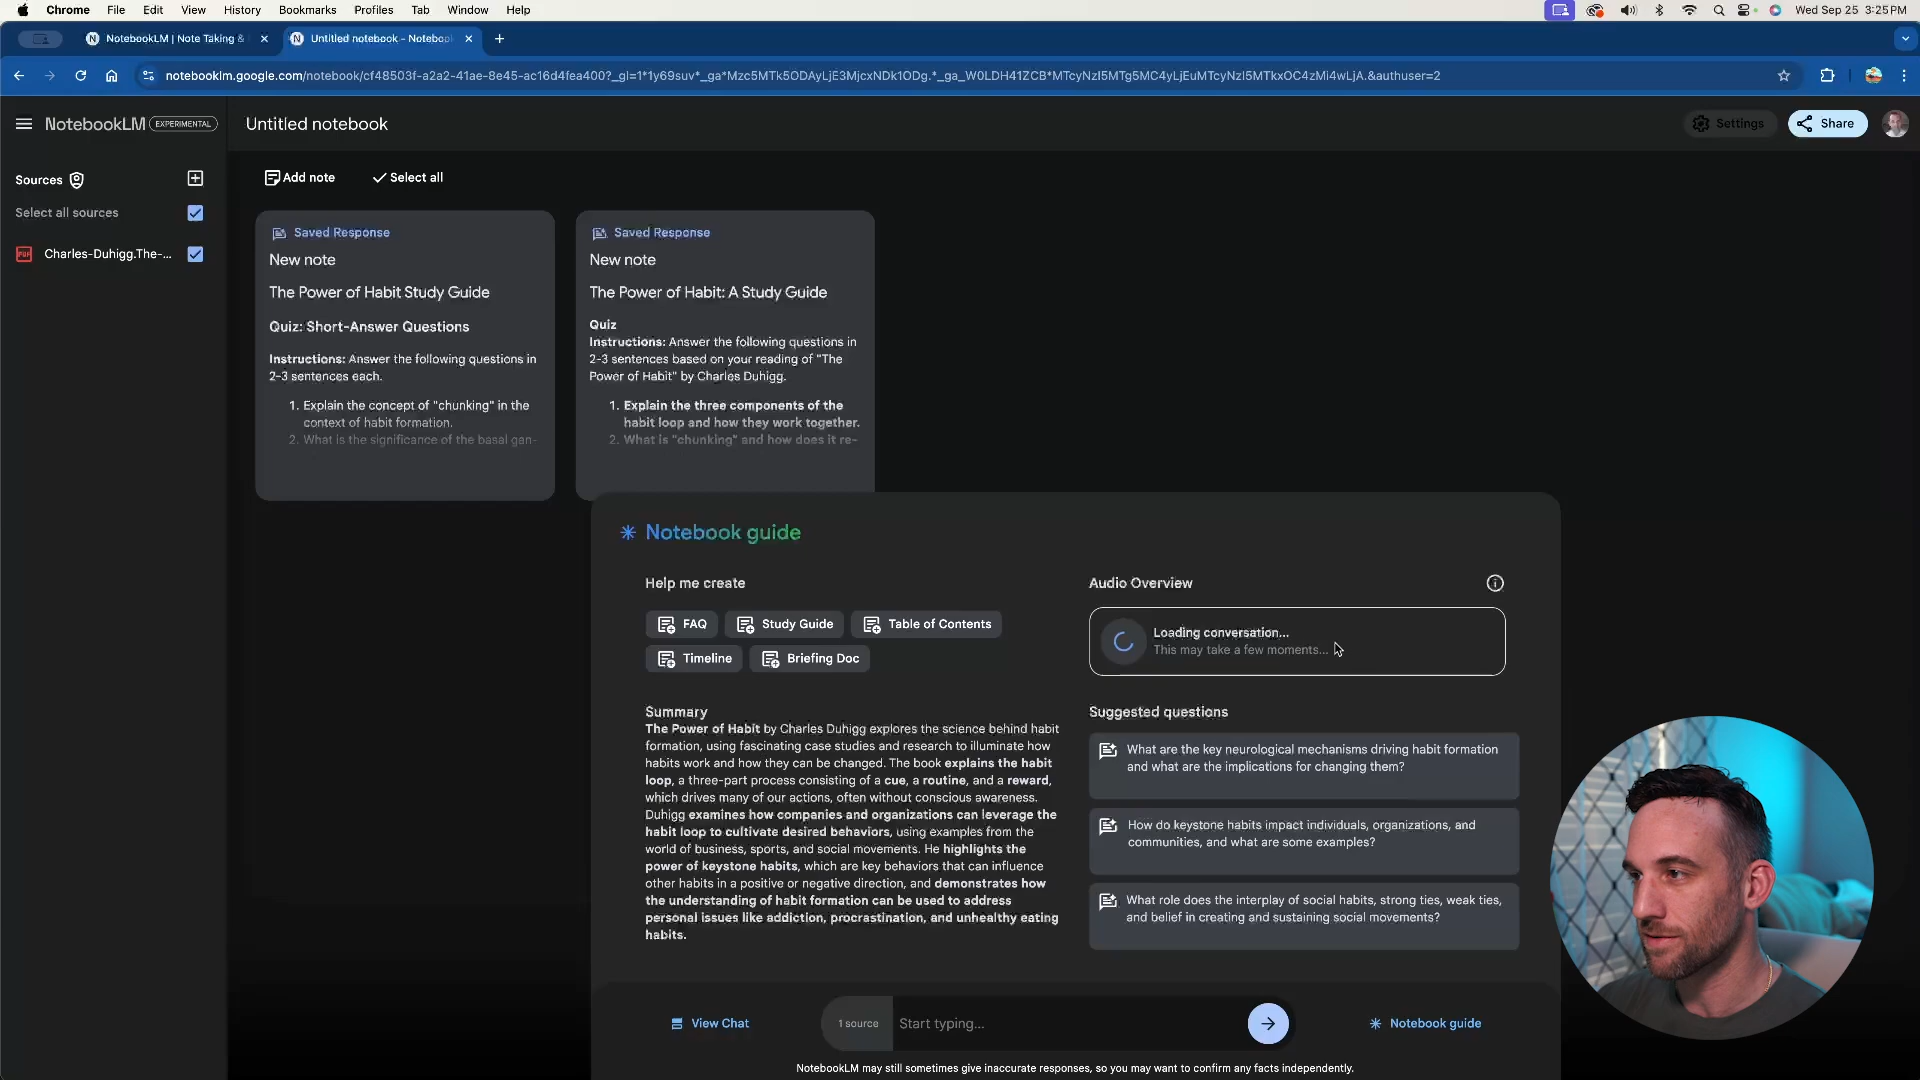 Chrome File Edit View History Bookmarks Profiles Tab Window Help Wed Sep 25 3:25 PM
NotebookLM | Note Taking & Untitled notebook - Notebook
notebooklm.google.com/notebook/cf48503f-a2a2-41ae-8e45-ac16d4fea400?_gl=1*1y69suv*_ga*Mzc5MTk5ODAyLjE3MjcxNDk1ODg.*_ga_W0LDH41ZCB*MTcyNzI5MTg5MC4yLjEuMTcyNzI5MTkxOC4zMi4wLjA.&authuser=2
NotebookLM EXPERIMENTAL Untitled notebook Settings Share
Sources
Select all sources
PDF Charles-Duhigg.The-...
Add note Select all
Saved Response
New note
The Power of Habit Study Guide
Quiz: Short-Answer Questions
Instructions: Answer the following questions in
2-3 sentences each.
1. Explain the concept of "chunking" in the
context of habit formation.
2. What is the significance of the basal gan-
Saved Response
New note
The Power of Habit: A Study Guide
Quiz
Instructions: Answer the following questions in
2-3 sentences based on your reading of "The
Power of Habit" by Charles Duhigg.
1. Explain the three components of the
habit loop and how they work together.
2. What is "chunking" and how does it re-
Notebook guide
Help me create
FAQ Study Guide Table of Contents
Timeline Briefing Doc
Summary
The Power of Habit by Charles Duhigg explores the science behind habit
formation, using fascinating case studies and research to illuminate how
habits work and how they can be changed. The book explains the habit
loop, a three-part process consisting of a cue, a routine, and a reward,
which drives many of our actions, often without conscious awareness.
Duhigg examines how companies and organizations can leverage the
habit loop to cultivate desired behaviors, using examples from the
world of business, sports, and social movements. He highlights the
power of keystone habits, which are key behaviors that can influence
other habits in a positive or negative direction, and demonstrates how
the understanding of habit formation can be used to address
personal issues like addiction, procrastination, and unhealthy eating
habits.
Audio Overview
Loading conversation...
This may take a few moments...
Suggested questions
What are the key neurological mechanisms driving habit formation
and what are the implications for changing them?
How do keystone habits impact individuals, organizations, and
communities, and what are some examples?
What role does the interplay of social habits, strong ties, weak ties,
and belief in creating and sustaining social movements?
View Chat 1 source Start typing... Notebook guide
NotebookLM may still sometimes give inaccurate responses, so you may want to confirm any facts independently.